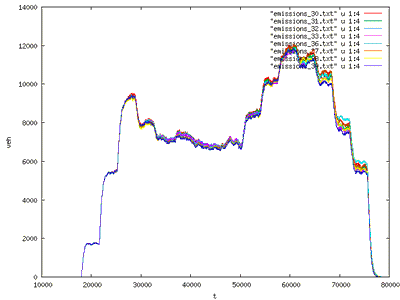 14000
"emissions_30.txt" u 1:4
"emissions_31.txt" u 1:4
12000
"emissions_32.txt" u 1:4
"emissions_33.txt" u 1:4
"emissions_36.txt" u 1:4
u 1:4
u 1:4
u 1:4
10000
8000
veh
6000
4000
2000
0
10000 20000 30000 40000 50000 60000 70000 80000
t